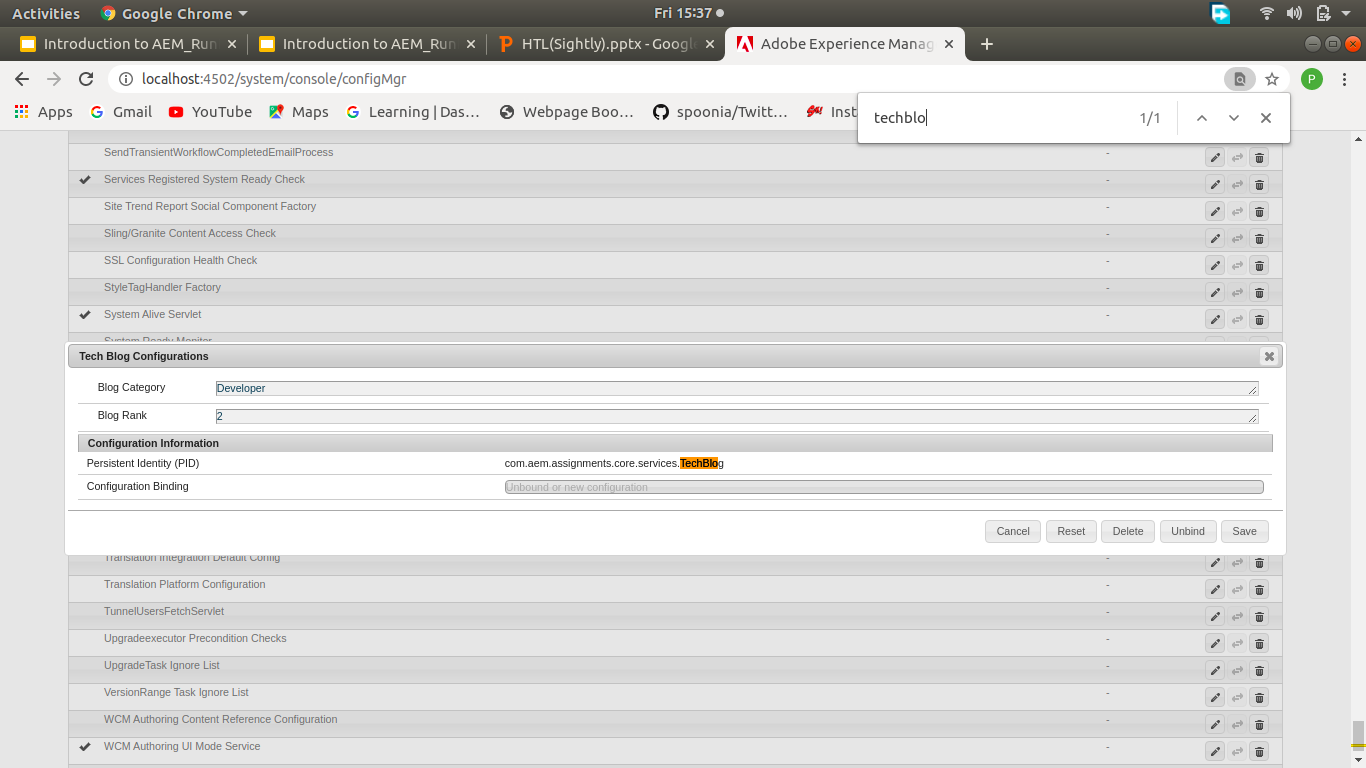 Activities Google Chrome Fri 15:37
Introduction to AEM_Run Introduction to AEM_Run HTL(Sightly).pptx - Google Adobe Experience Manag
localhost:4502/system/console/configMgr P
Apps Gmail YouTube Maps Learning | Das… Webpage Boo… spoonia/Twitt… Inst
techblo 1/1
SendTransientWorkflowCompletedEmailProcess -
Services Registered System Ready Check -
Site Trend Report Social Component Factory -
Sling/Granite Content Access Check -
SSL Configuration Health Check -
StyleTagHandler Factory -
System Alive Servlet -
System Ready Monitor
Tech Blog Configurations
Blog Category Developer
Blog Rank 2
Configuration Information
Persistent Identity (PID) com.aem.assignments.core.services.TechBlog
Configuration Binding Unbound or new configuration
Cancel Reset Delete Unbind Save
Translation Integration Default Config -
Translation Platform Configuration -
TunnelUsersFetchServlet -
Upgradeexecutor Precondition Checks -
UpgradeTask Ignore List -
VersionRange Task Ignore List -
WCM Authoring Content Reference Configuration -
WCM Authoring UI Mode Service -